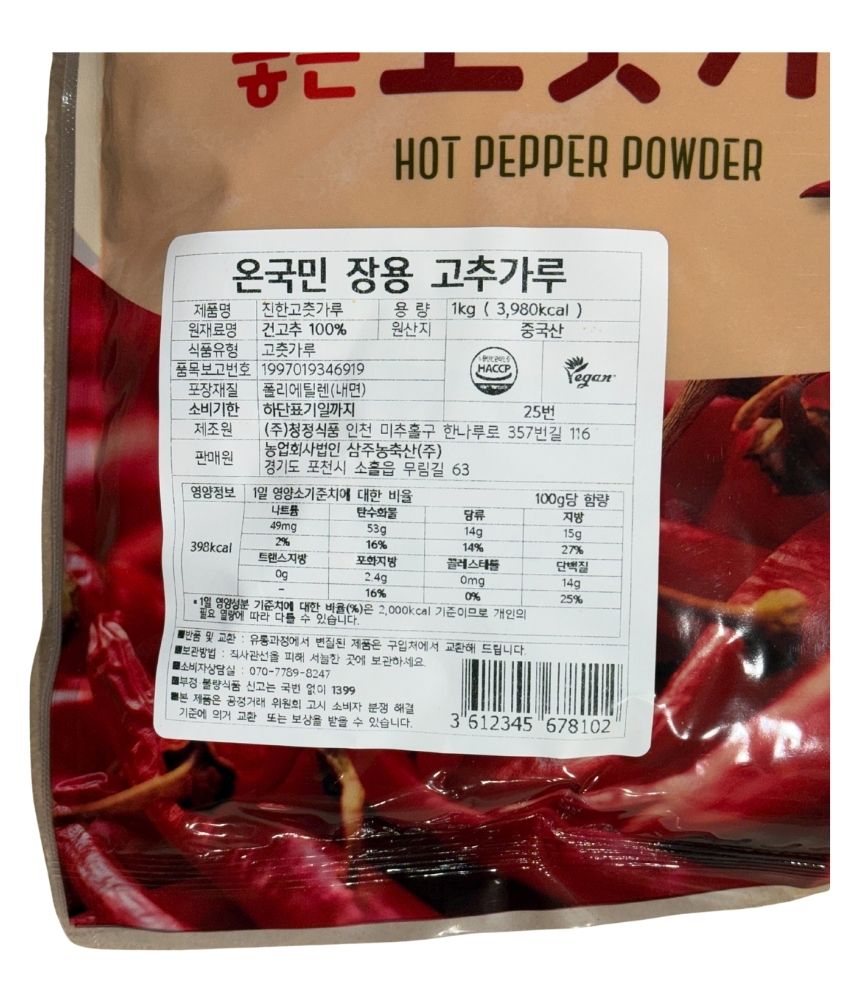 좋은고춧가
HOT PEPPER POWDER
온국민 장용 고추가루
제품명 진한고춧가루 용 량 1kg ( 3,980kcal )
원재료명 건고추 100% 원산지 중국산
식품유형 고춧가루
HACCP
Vegan
품목보고번호 1997019346919
포장재질 폴리에틸렌(내면)
소비기한 하단표기일까지 25번
제조원 (주)청정식품 인천 미추홀구 한나루로 357번길 116
판매원 농업회사법인 삼주농축산(주)
경기도 포천시 소흘읍 무림길 63
영양정보 1일 영양소기준치에 대한 비율 100g당 함량
나트륨 탄수화물 당류 지방
49mg 53g 14g 15g
398kcal 2% 16% 14% 27%
트랜스지방 포화지방 콜레스테롤 단백질
0g 2.4g 0mg 14g
- 16% 0% 25%
*1일 영양성분 기준치에 대한 비율(%)은 2,000kcal 기준이므로 개인의
필요 열량에 따라 다를 수 있습니다.
■반품 및 교환 : 유통과정에서 변질된 제품은 구입처에서 교환해 드립니다.
■보관방법 : 직사관선을 피해 서늘한 곳에 보관하세요.
■소비자상담실 : 070-7789-8247
■부정 불량식품 신고는 국번 없이 1399
■본 제품은 공정거래 위원회 고시 소비자 분쟁 해결
기준에 의거 교환 또는 보상을 받을 수 있습니다.
3 612345 678102